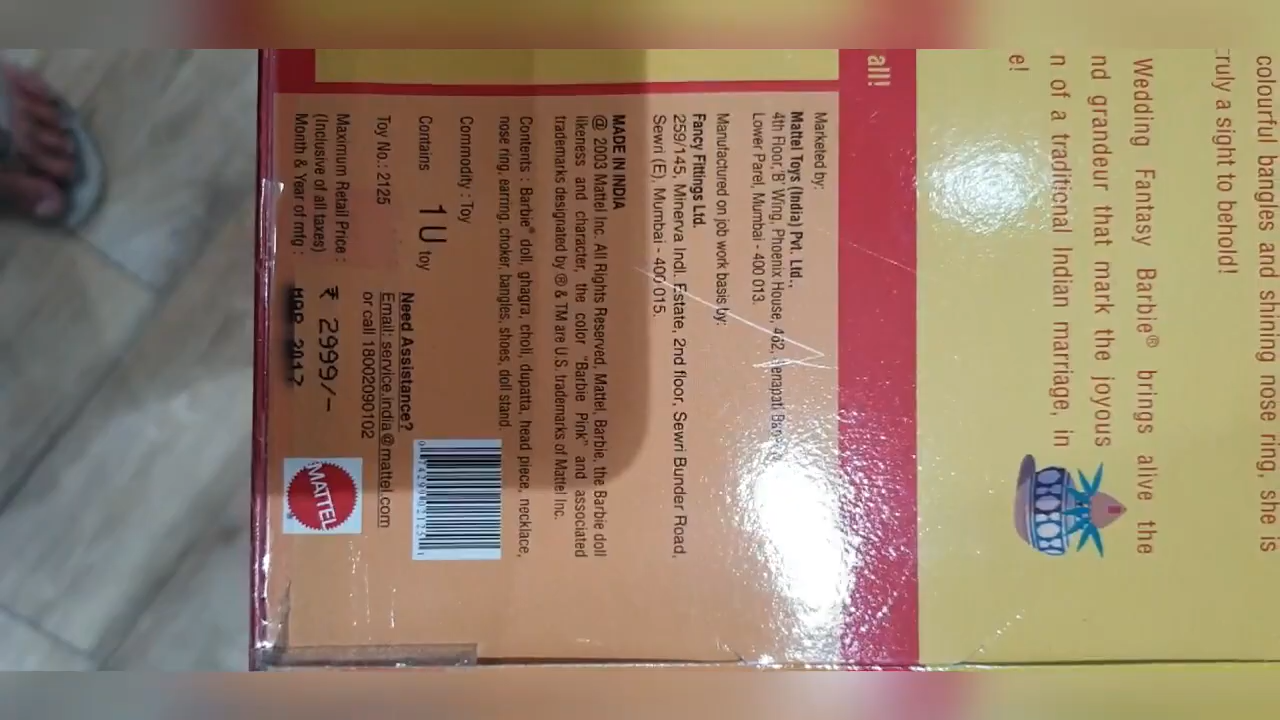 colourful bangles and shining nose ring, she is
truly a sight to behold!
Wedding Fantasy Barbie® brings alive the
nd grandeur that mark the joyous
n of a traditional Indian marriage, in
e!
all!
Marketed by:
Mattel Toys (India) Pvt. Ltd.,
4th Floor, 'B' Wing, Phoenix House, 462, Senapati
Lower Parel, Mumbai - 400 013.
Manufactured on job work basis by:
Fancy Fittings Ltd.
259/145, Minerva Indl. Estate, 2nd floor, Sewri Bunder Road,
Sewri (E), Mumbai - 400 015.
MADE IN INDIA
@ 2003 Mattel Inc. All Rights Reserved, Mattel, Barbie, the Barbie doll
likeness and character, the color "Barbie Pink" and associated
trademarks designated by ® & TM are U.S. trademarks of Mattel Inc.
Contents : Barbie® doll, ghagra, choli, dupatta, head piece, necklace,
nose ring, earring, choker, bangles, shoes, doll stand.
Commodity : Toy
Contains 1 U toy
Toy No.: 2125
Need Assistance?
Email: service.india@mattel.com
or call 18002090102
Maximum Retail Price : ₹ 2999/-
(Inclusive of all taxes)
Month & Year of mfg : 2017
MATTEL